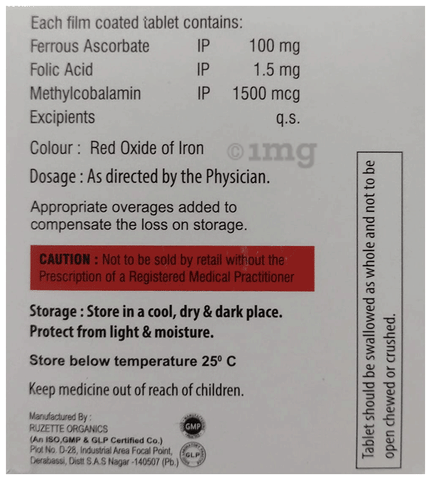 Each film coated tablet contains:
Ferrous Ascorbate IP 100 mg
Folic Acid IP 1.5 mg
Methylcobalamin IP 1500 mcg
Excipients q.s.
Colour : Red Oxide of Iron
©1mg
Dosage : As directed by the Physician.
Appropriate overages added to
compensate the loss on storage.
CAUTION : Not to be sold by retail without the
Prescription of a Registered Medical Practitioner
Storage : Store in a cool, dry & dark place.
Protect from light & moisture.
Store below temperature 25⁰ C
Keep medicine out of reach of children.
Manufactured By :
RUZETTE ORGANICS
(An ISO,GMP & GLP Certified Co.)
Plot No. D-28, Industrial Area Focal Point,
Derabassi, Distt S.A.S Nagar -140507 (Pb.)
GMP
GLP
Tablet should be swallowed as whole and not to be
open chewed or crushed.